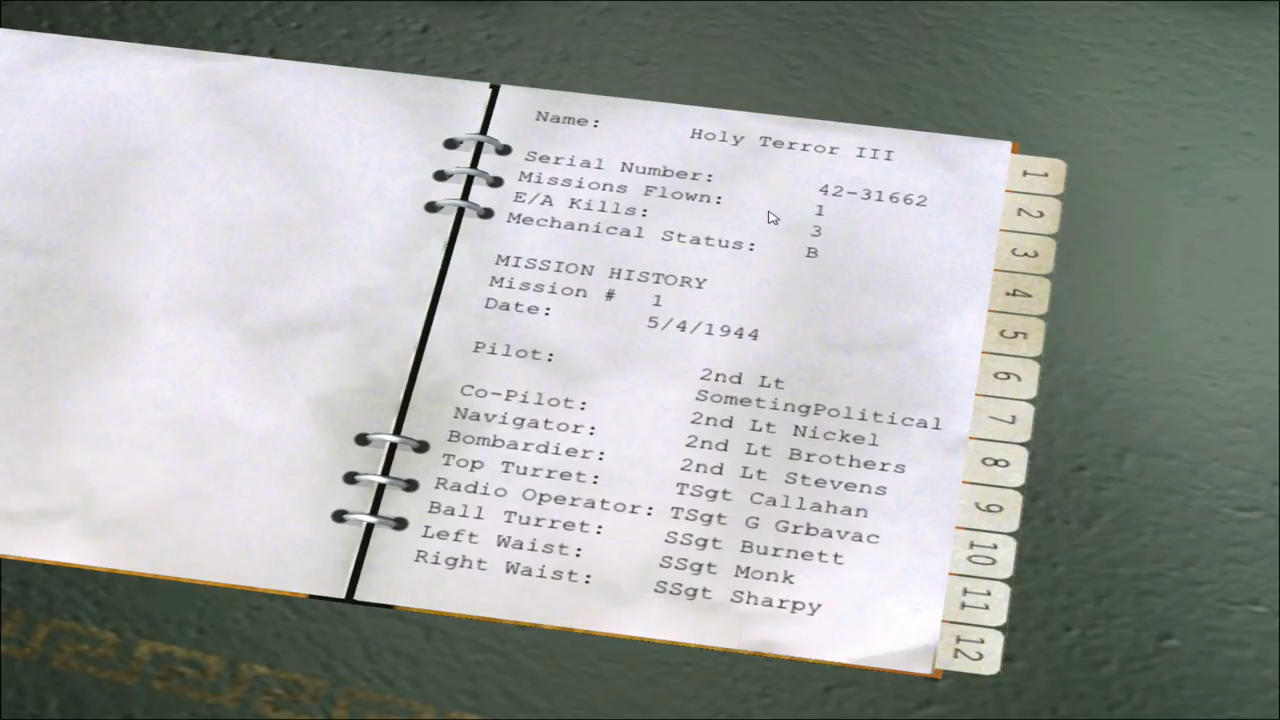 Name: Holy Terror III
Serial Number: 42-31662
Missions Flown: 1
E/A Kills: 3
Mechanical Status: B
MISSION HISTORY
Mission # 1
Date: 5/4/1944
Pilot: 2nd Lt
SometingPolitical
Co-Pilot: 2nd Lt Nickel
Navigator: 2nd Lt Brothers
Bombardier: 2nd Lt Stevens
Top Turret: TSgt Callahan
Radio Operator: TSgt G Grbavac
Ball Turret: SSgt Burnett
Left Waist: SSgt Monk
Right Waist: SSgt Sharpy
1
2
3
4
5
6
7
8
9
10
11
12